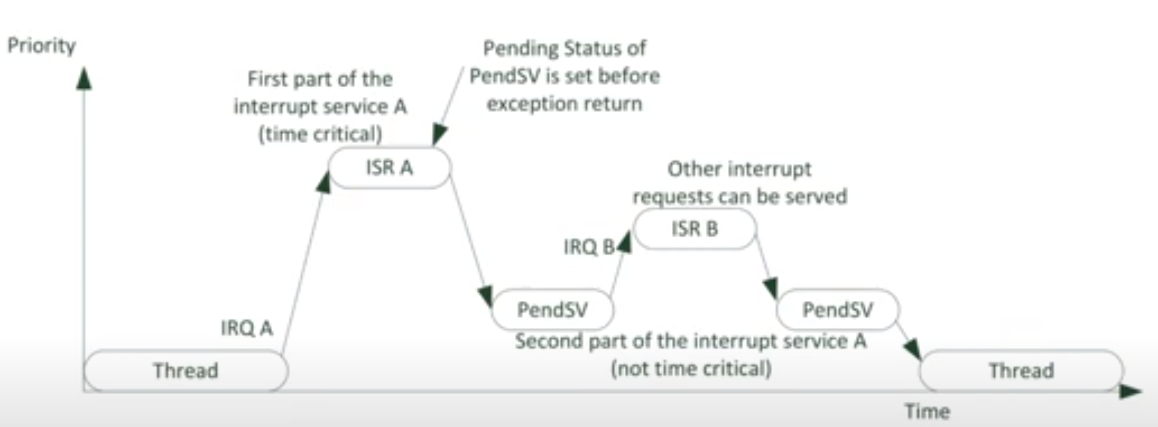 Priority
First part of the
interrupt service A
(time critical)
Pending Status of
PendSV is set before
exception return
ISR A
Other interrupt
requests can be served
ISR B
IRQ B
PendSV
PendSV
Second part of the interrupt service A
(not time critical)
IRQ A
Thread
Thread
Time